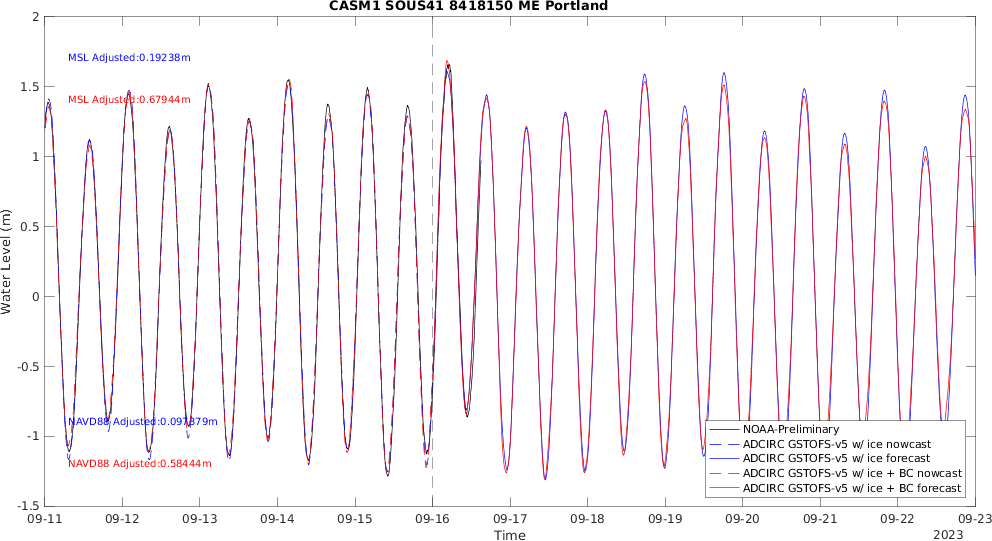 CASM1 SOUS41 8418150 ME Portland
2
1.5
1
0.5
0
-0.5
-1
-1.5
Water Level (m)
MSL Adjusted:0.19238m
MSL Adjusted:0.67944m
NAVD88 Adjusted:0.097379m
NAVD88 Adjusted:0.58444m
NOAA-Preliminary
ADCIRC GSTOFS-v5 w/ ice nowcast
ADCIRC GSTOFS-v5 w/ ice forecast
ADCIRC GSTOFS-v5 w/ ice + BC nowcast
ADCIRC GSTOFS-v5 w/ ice + BC forecast
09-11 09-12 09-13 09-14 09-15 09-16 09-17 09-18 09-19 09-20 09-21 09-22 09-23
Time
2023